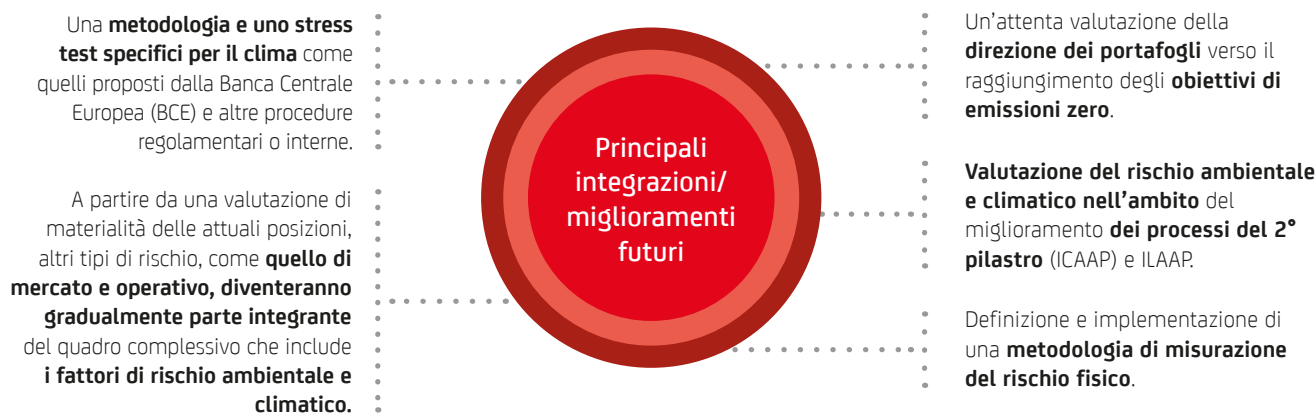 Una metodologia e uno stress
test specifici per il clima come
quelli proposti dalla Banca Centrale
Europea (BCE) e altre procedure
regolamentari o interne.
A partire da una valutazione di
materialità delle attuali posizioni,
altri tipi di rischio, come quello di
mercato e operativo, diventeranno
gradualmente parte integrante
del quadro complessivo che include
i fattori di rischio ambientale e
climatico.
Principali
integrazioni/
miglioramenti
futuri
Un'attenta valutazione della
direzione dei portafogli verso il
raggiungimento degli obiettivi di
emissioni zero.
Valutazione del rischio ambientale
e climatico nell'ambito del
miglioramento dei processi del 2°
pilastro (ICAAP) e ILAAP.
Definizione e implementazione di
una metodologia di misurazione
del rischio fisico.